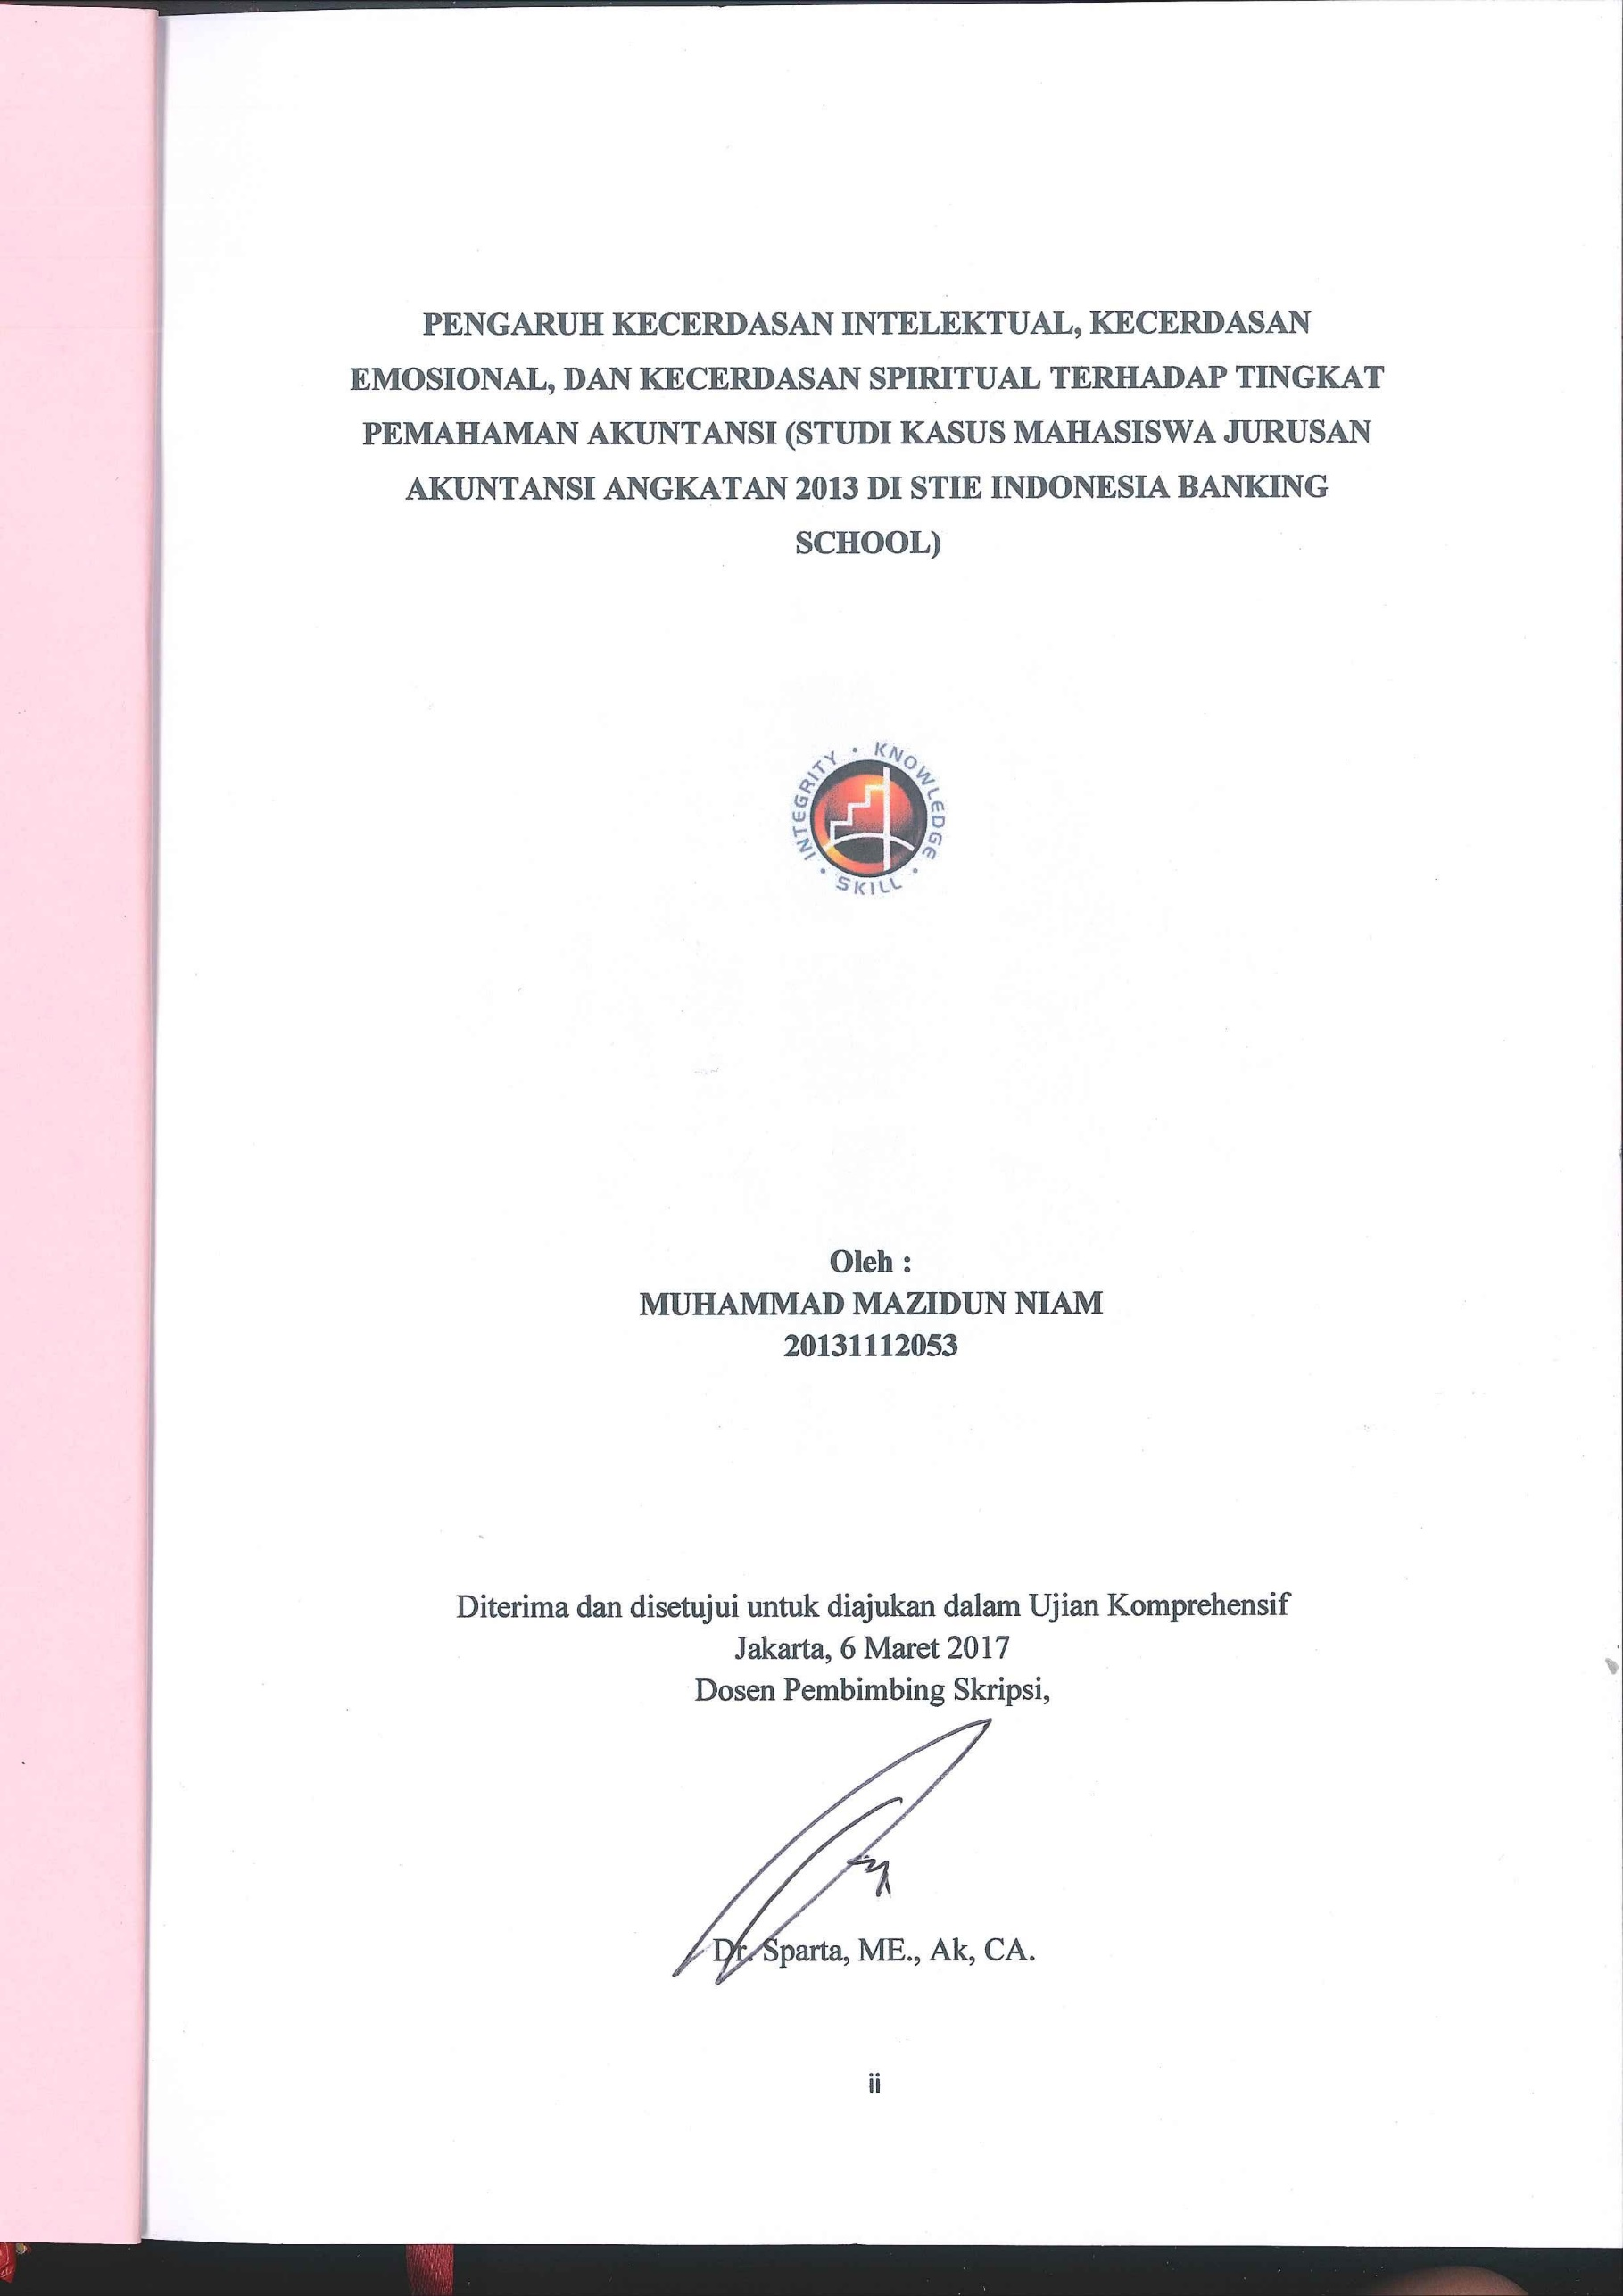 PENGARUH KECERDASAN INTELEKTUAL, KECERDASAN
EMOSIONAL, DAN KECERDASAN SPIRITUAL TERHADAP TINGKAT
PEMAHAMAN AKUNTANSI (STUDI KASUS MAHASISWA JURUSAN
AKUNTANSI ANGKATAN 2013 DI STIE INDONESIA BANKING
SCHOOL)
INTEGRITY • KNOWLEDGE • SKILL •
Oleh :
MUHAMMAD MAZIDUN NIAM
20131112053
Diterima dan disetujui untuk diajukan dalam Ujian Komprehensif
Jakarta, 6 Maret 2017
Dosen Pembimbing Skripsi,
Dr. Sparta, ME., Ak, CA.
ii